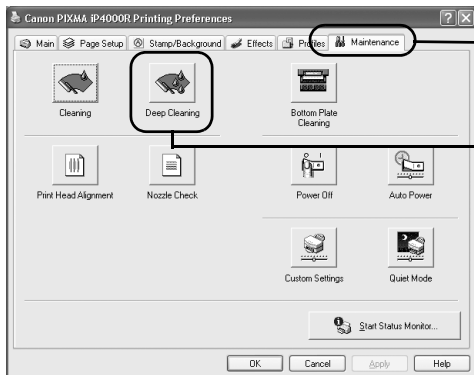 Canon PIXMA iP4000R Printing Preferences
Main Page Setup Stamp/Background Effects Profiles Maintenance
Cleaning Deep Cleaning Bottom Plate Cleaning
Print Head Alignment Nozzle Check Power Off Auto Power
Custom Settings Quiet Mode
Start Status Monitor...
OK Cancel Apply Help